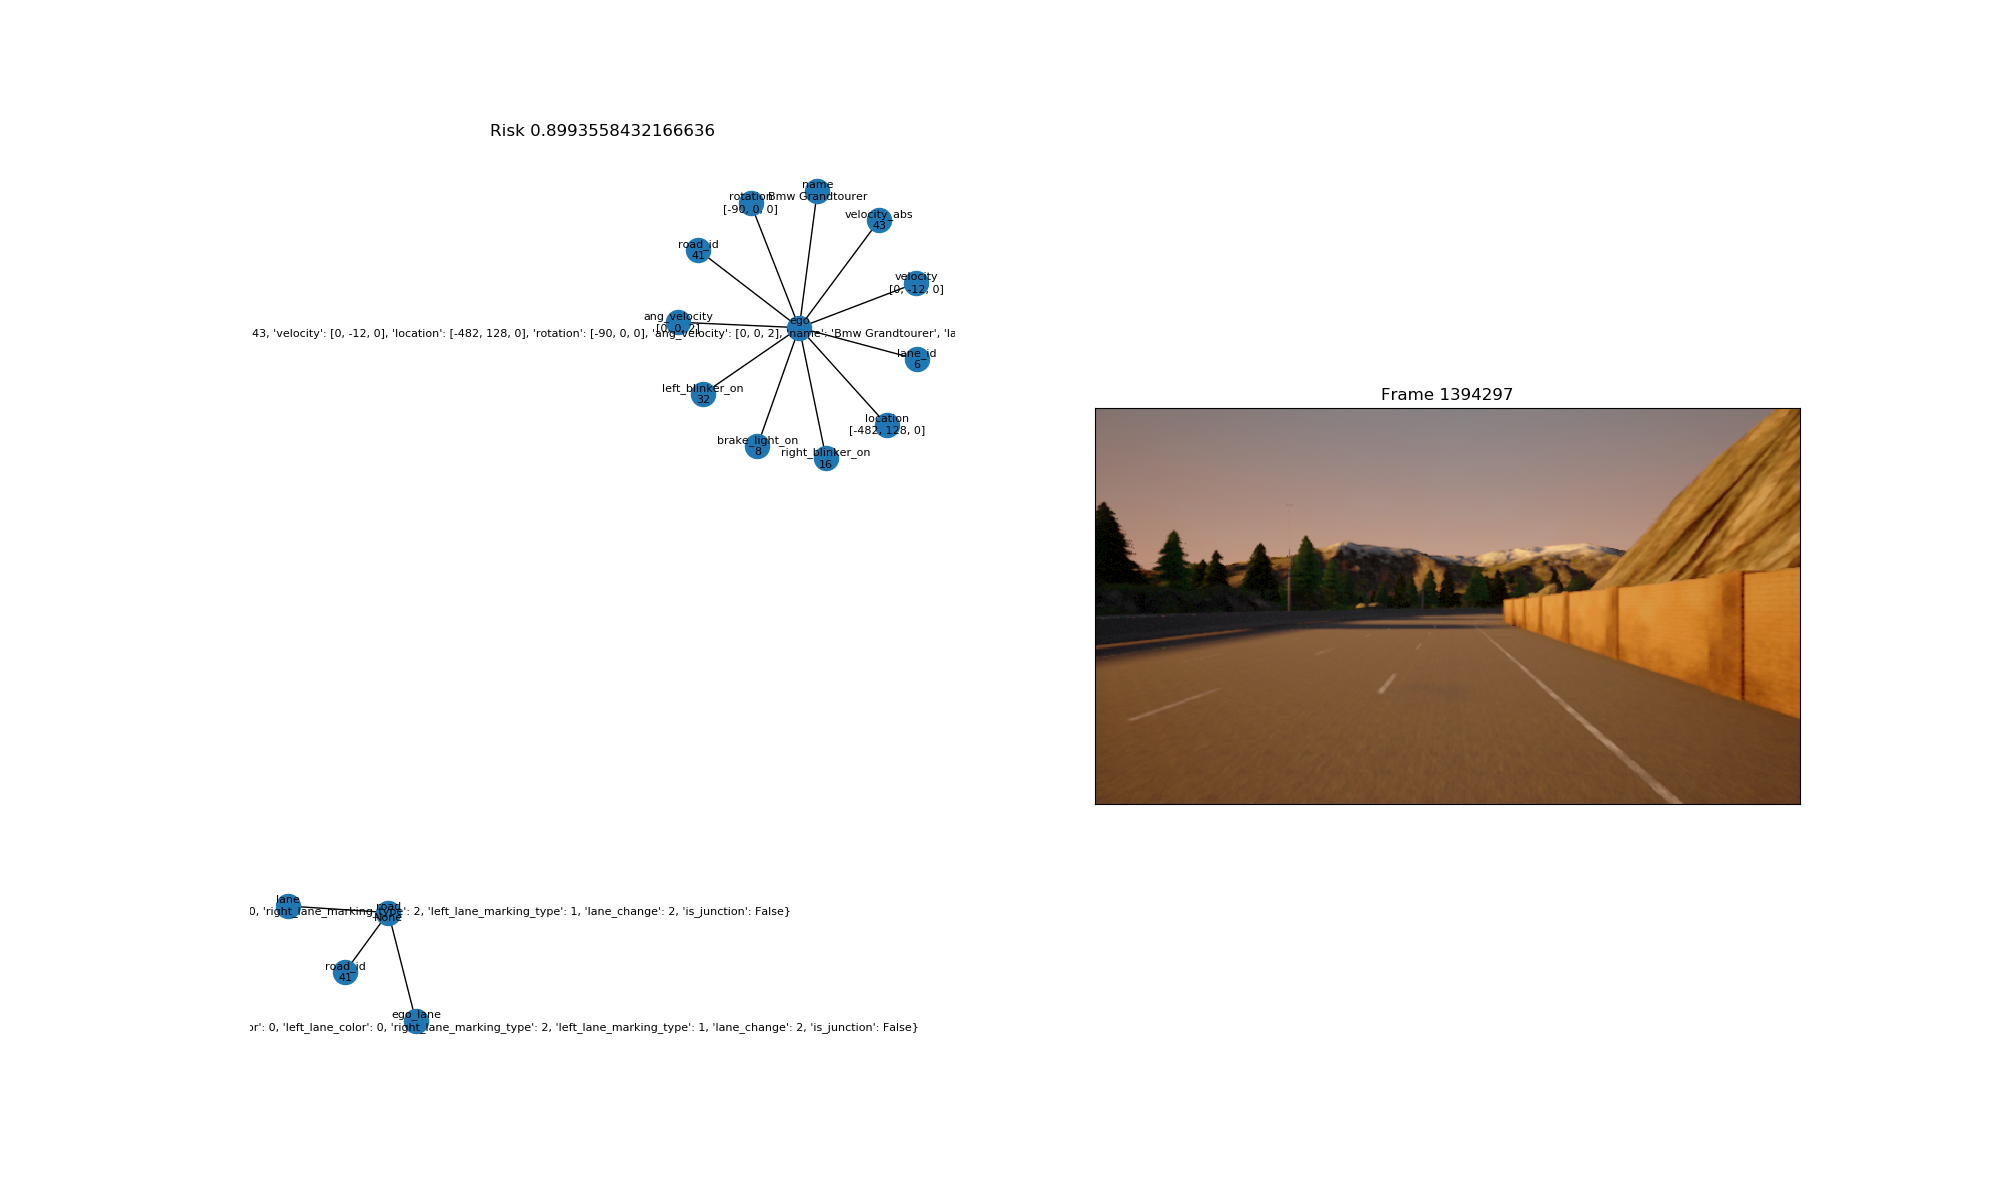 Risk 0.8993558432166636
name
Bmw Grandtourer
rotation
[-90, 0, 0]
velocity_abs
43
road_id
41
velocity
[0, -12, 0]
ang_velocity
[0, 0, 2]
ego
43, 'velocity': [0, -12, 0], 'location': [-482, 128, 0], 'rotation': [-90, 0, 0], 'ang_velocity': [0, 0, 2], 'name': 'Bmw Grandtourer', 'la
lane_id
6
left_blinker_on
32
location
[-482, 128, 0]
brake_light_on
8
right_blinker_on
16
Frame 1394297
lane
0, 'right_lane_marking_type': 2, 'left_lane_marking_type': 1, 'lane_change': 2, 'is_junction': False}
road
None
road_id
41
ego_lane
or': 0, 'left_lane_color': 0, 'right_lane_marking_type': 2, 'left_lane_marking_type': 1, 'lane_change': 2, 'is_junction': False}